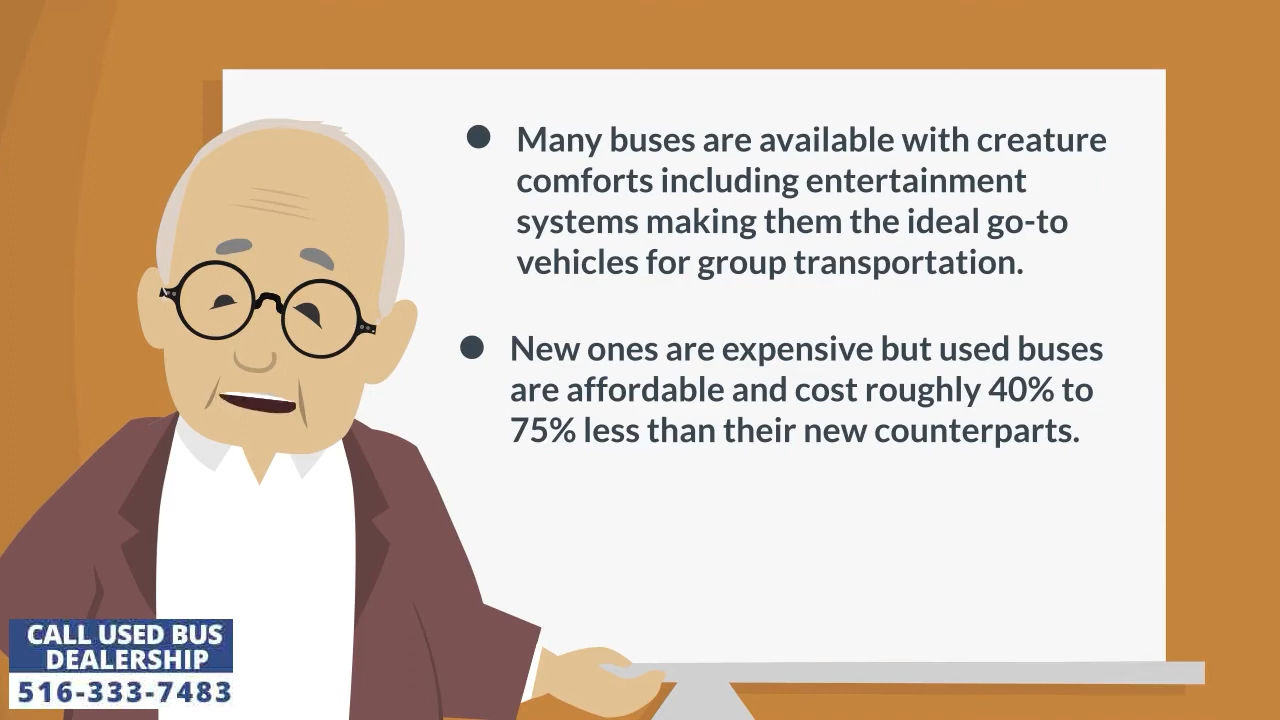 ● Many buses are available with creature
comforts including entertainment
systems making them the ideal go-to
vehicles for group transportation.
● New ones are expensive but used buses
are affordable and cost roughly 40% to
75% less than their new counterparts.
CALL USED BUS
DEALERSHIP
516-333-7483